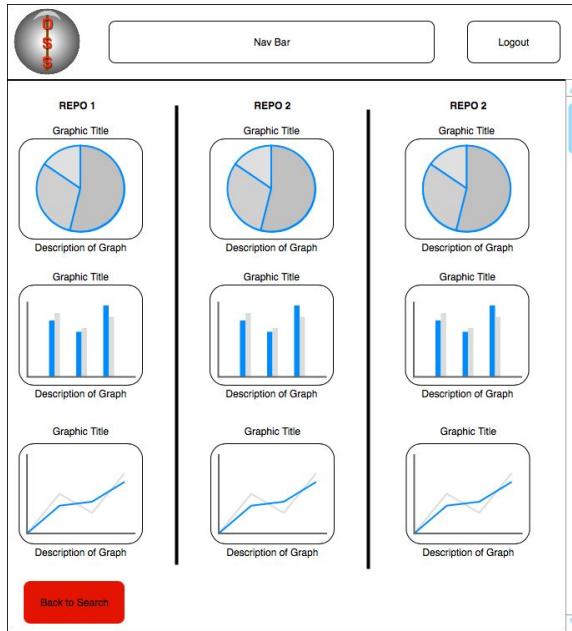 D
S
S
Nav Bar
Logout
REPO 1
REPO 2
REPO 2
Graphic Title
Graphic Title
Graphic Title
Description of Graph
Description of Graph
Description of Graph
Graphic Title
Graphic Title
Graphic Title
Description of Graph
Description of Graph
Description of Graph
Graphic Title
Graphic Title
Graphic Title
Description of Graph
Description of Graph
Description of Graph
Back to Search